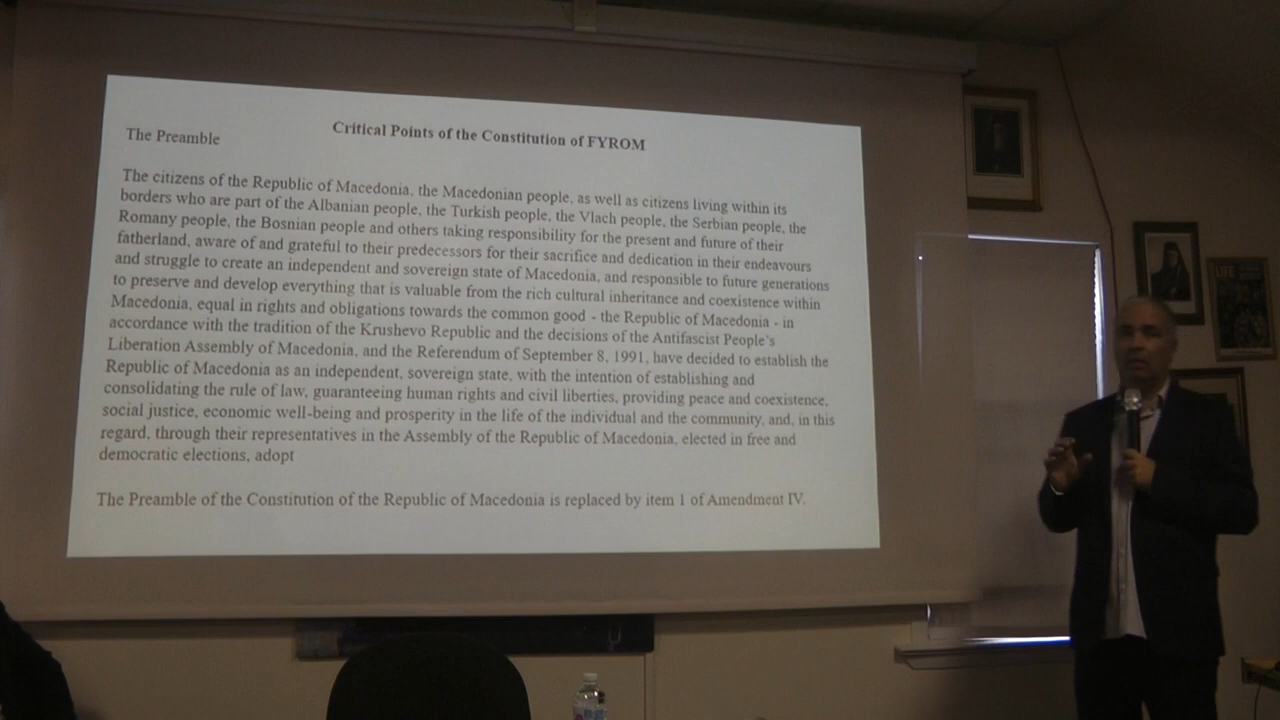 Critical Points of the Constitution of FYROM
The Preamble
The citizens of the Republic of Macedonia, the Macedonian people, as well as citizens living within its
borders who are part of the Albanian people, the Turkish people, the Vlach people, the Serbian people, the
Romany people, the Bosnian people and others taking responsibility for the present and future of their
fatherland, aware of and grateful to their predecessors for their sacrifice and dedication in their endeavours
and struggle to create an independent and sovereign state of Macedonia, and responsible to future generations
to preserve and develop everything that is valuable from the rich cultural inheritance and coexistence within
Macedonia, equal in rights and obligations towards the common good - the Republic of Macedonia - in
accordance with the tradition of the Krushevo Republic and the decisions of the Antifascist People's
Liberation Assembly of Macedonia, and the Referendum of September 8, 1991, have decided to establish the
Republic of Macedonia as an independent, sovereign state, with the intention of establishing and
consolidating the rule of law, guaranteeing human rights and civil liberties, providing peace and coexistence,
social justice, economic well-being and prosperity in the life of the individual and the community, and, in this
regard, through their representatives in the Assembly of the Republic of Macedonia, elected in free and
democratic elections, adopt
The Preamble of the Constitution of the Republic of Macedonia is replaced by item 1 of Amendment IV.
LIFE